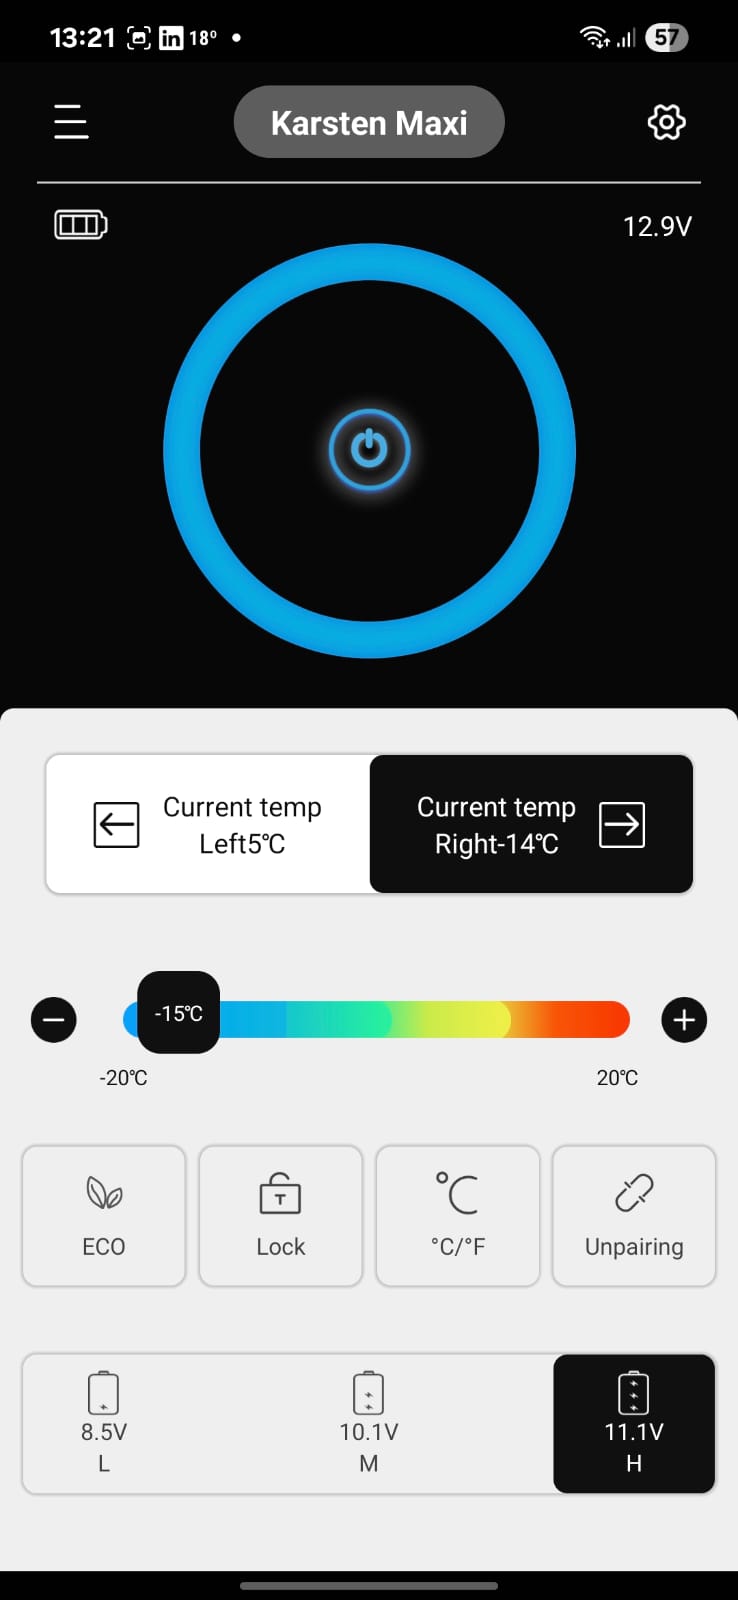 13:21 in 18° • 57
Karsten Maxi
12.9V
Current temp
Left5℃
Current temp
Right-14℃
-15℃
-20℃
20℃
ECO
T
Lock
°C
°C/°F
Unpairing
8.5V
L
10.1V
M
11.1V
H